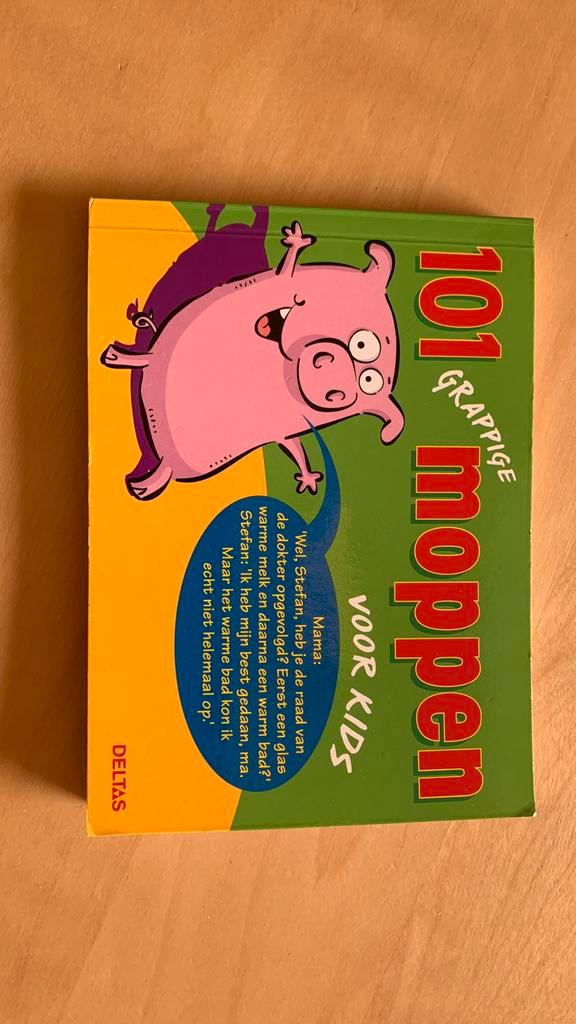 101
GRAPPIGE
moppen
VOOR KIDS
Mama:
'Wel, Stefan, heb je de raad van
de dokter opgevolgd? Eerst een glas
warme melk en daarna een warm bad?'
Stefan: 'Ik heb mijn best gedaan, ma.
Maar het warme bad kon ik
echt niet helemaal op.'
DELTAS